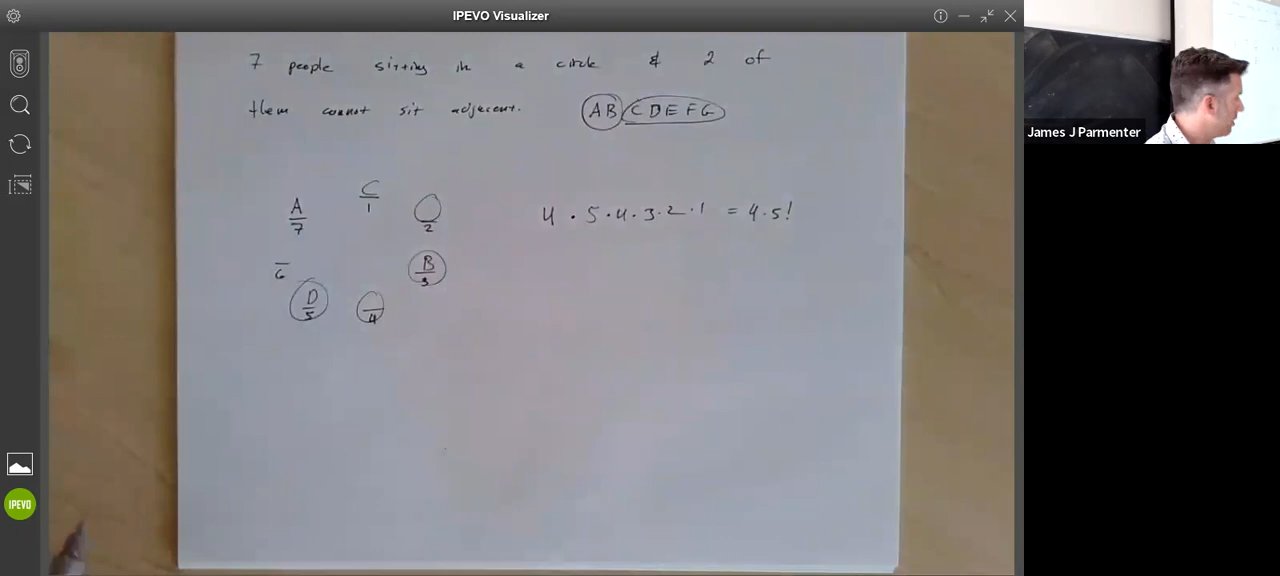 IPEVO Visualizer
7 people sitting in a circle & 2 of
them cannot sit adjacent. AB CDEFG
James J Parmenter
C
1
A
7
2
4 · 5 · 4 · 3 · 2 · 1 = 4 · 5!
B
3
6
D
5
4
IPEVO